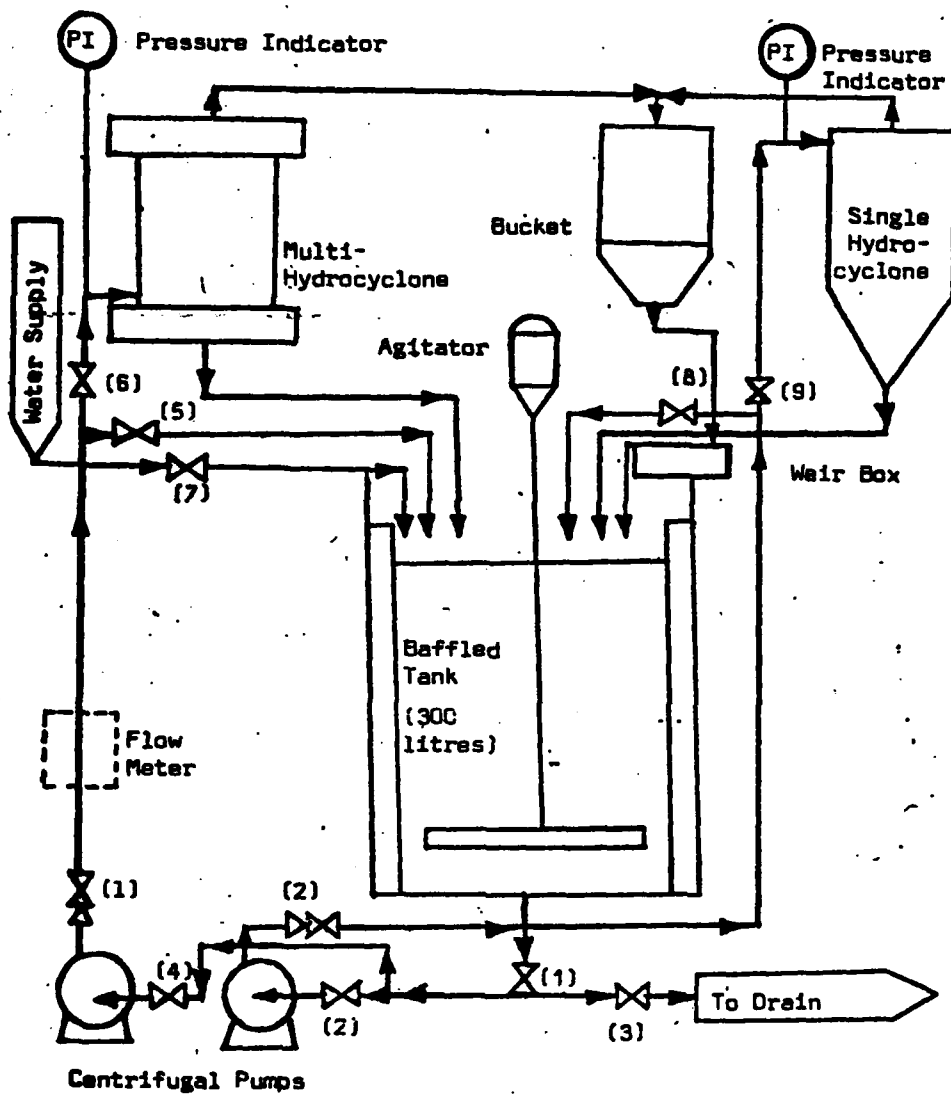 PI
Pressure Indicator
PI
Pressure
Indicator
Bucket
Single
Hydro-
cyclone
Multi-
Hydrocyclone
Water Supply
Agitator
(6)
(5)
(7)
(8)
(9)
Weir Box
Baffled
Tank
(300
litres)
Flow
Meter
(1)
(2)
(4)
(2)
(1)
(3)
To Drain
Centrifugal Pumps